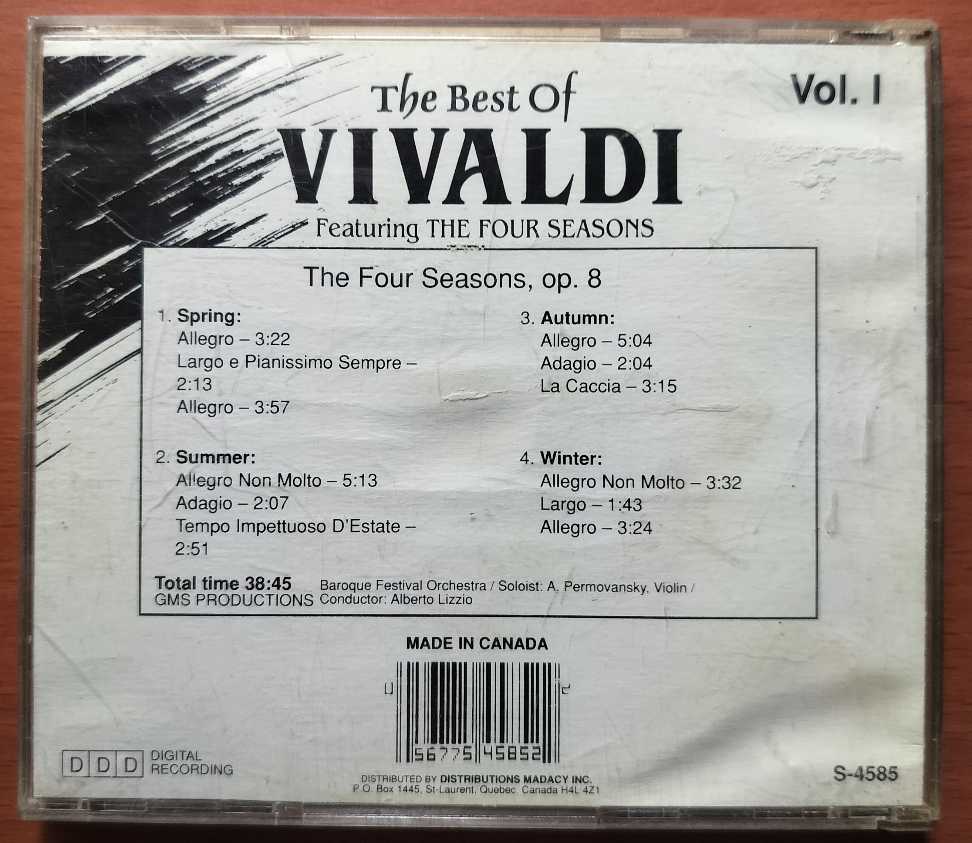 The Best Of
Vol. I
VIVALDI
Featuring THE FOUR SEASONS
The Four Seasons, op. 8
1. Spring:
Allegro – 3:22
Largo e Pianissimo Sempre –
2:13
Allegro – 3:57
2. Summer:
Allegro Non Molto – 5:13
Adagio – 2:07
Tempo Impettuoso D'Estate –
2:51
3. Autumn:
Allegro – 5:04
Adagio – 2:04
La Caccia – 3:15
4. Winter:
Allegro Non Molto – 3:32
Largo – 1:43
Allegro – 3:24
Total time 38:45
GMS PRODUCTIONS
Baroque Festival Orchestra / Soloist: A. Permovansky, Violin /
Conductor: Alberto Lizzio
MADE IN CANADA
56775 45852
DDD DIGITAL
RECORDING
DISTRIBUTED BY DISTRIBUTIONS MADACY INC.
P.O. Box 1445, St-Laurent, Quebec Canada H4L 4Z1
S-4585